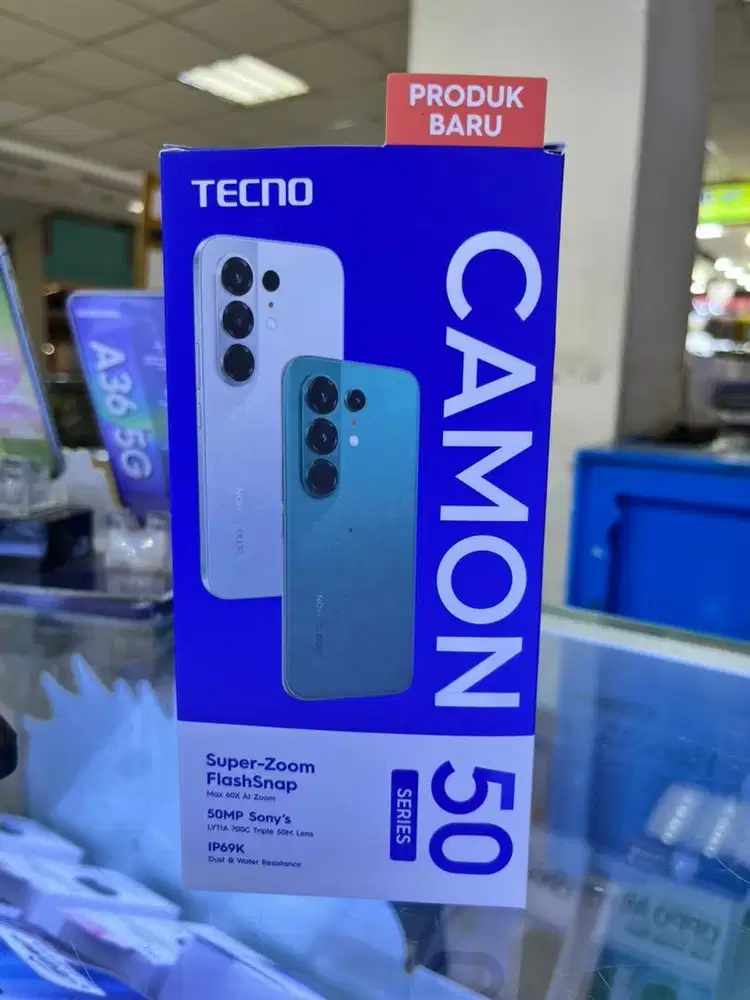 PRODUK
BARU
TECNO
CAMON 50
SERIES
Super-Zoom
FlashSnap
Max 60X AI Zoom
50MP Sony's
LYTIA 700C Triple 50M Lens
IP69K
Dust & Water Resistance
A36 5G